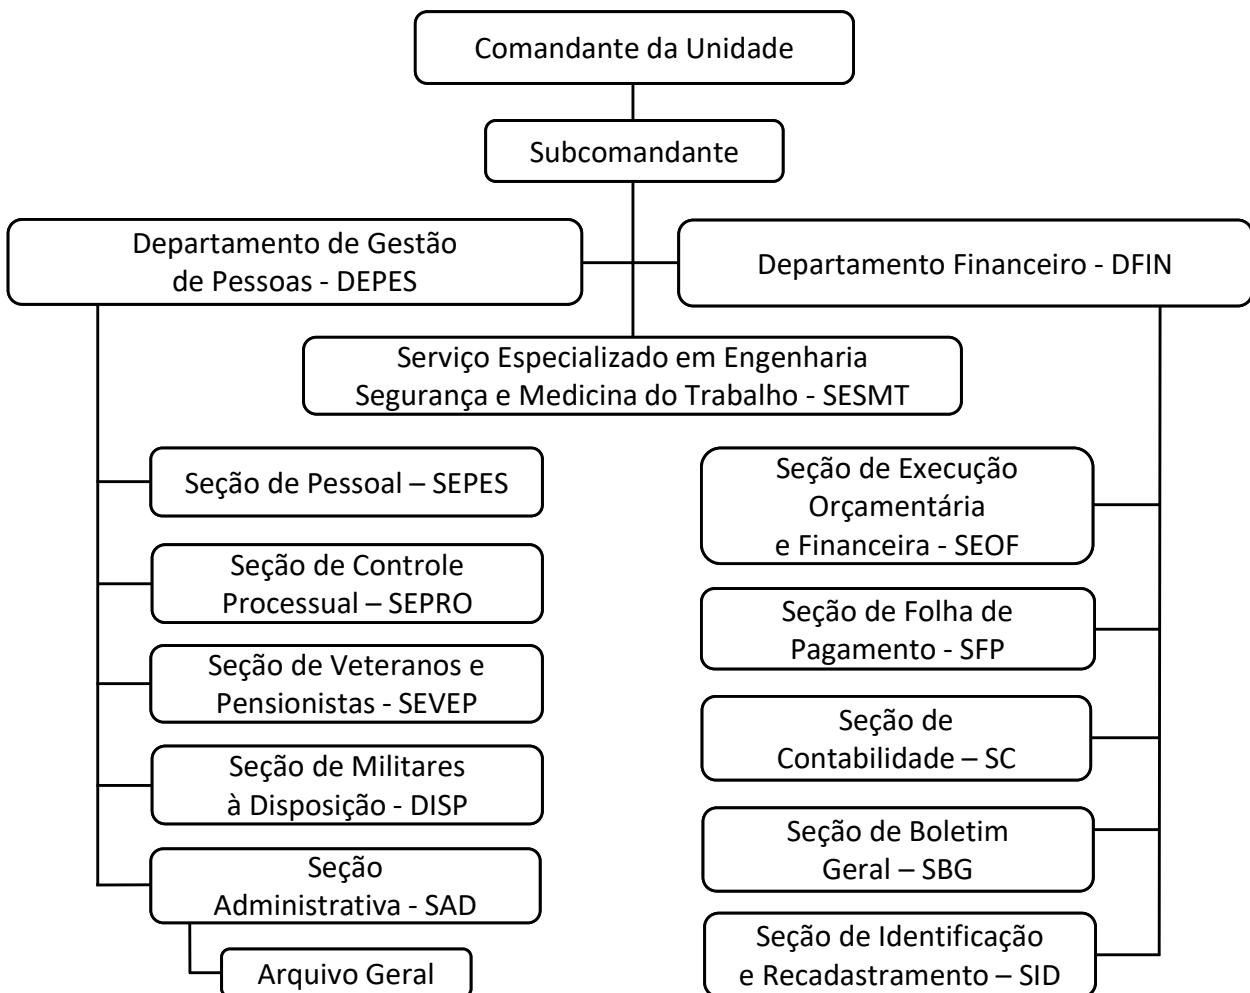 Comandante da Unidade
Subcomandante
Departamento de Gestão
de Pessoas - DEPES
Departamento Financeiro - DFIN
Serviço Especializado em Engenharia
Segurança e Medicina do Trabalho - SESMT
Seção de Pessoal – SEPES
Seção de Controle
Processual – SEPRO
Seção de Veteranos e
Pensionistas - SEVEP
Seção de Militares
à Disposição - DISP
Seção
Administrativa - SAD
Arquivo Geral
Seção de Execução
Orçamentária
e Financeira - SEOF
Seção de Folha de
Pagamento - SFP
Seção de
Contabilidade – SC
Seção de Boletim
Geral – SBG
Seção de Identificação
e Recadastramento – SID